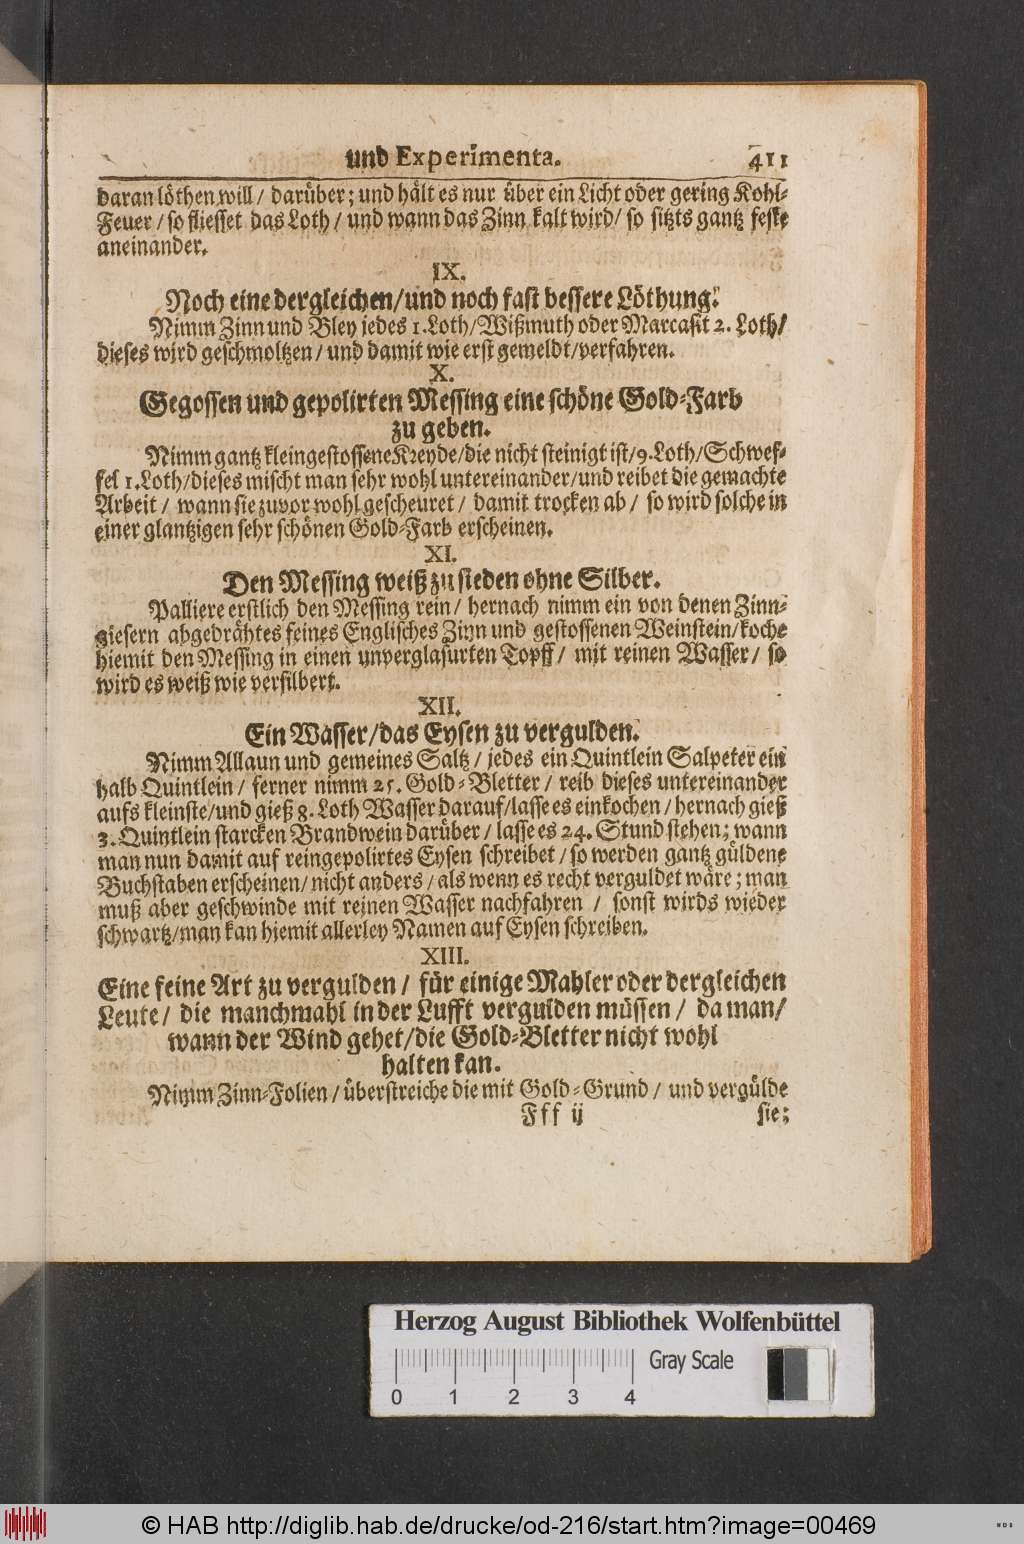 und Experimenta. 411
daran löthen will / darüber; und hält es nur über ein Licht oder gering Kohl-
Feuer / so fliesset das Loth / und wann das Zinn kalt wird / so sitzts gantz feste
aneinander.
IX.
Noch eine dergleichen / und noch fast bessere Löthung.
Nimm Zinn und Bley jedes 1. Loth / Wißmuth oder Marcasit 2. Loth /
dieses wird geschmoltzen / und damit wie erst gemeldt / verfahren.
X.
Gegossen und gepolirten Messing eine schöne Gold-Farb
zu geben.
Nimm gantz kleingestossene Kreyde / die nicht steinigt ist / 9. Loth / Schwef-
fel 1. Loth / dieses mischt man sehr wohl untereinander / und reibet die gemachte
Arbeit / wann sie zuvor wohl gescheuret / damit trocken ab / so wird solche in
einer glantzigen sehr schönen Gold-Farb erscheinen.
XI.
Den Messing weiß zu sieden ohne Silber.
Palliere erstlich den Messing rein / hernach nimm ein von denen Zinn-
giesern abgedrähtes feines Englisches Zinn und gestossenen Weinstein / koche
hiemit den Messing in einen unverglasurten Topff / mit reinen Wasser / so
wird es weiß wie versilbert.
XII.
Ein Wasser / das Eysen zu vergulden.
Nimm Allaun und gemeines Saltz / jedes ein Quintlein Salpeter ein
halb Quintlein / ferner nimm 25. Gold-Bletter / reib dieses untereinander
aufs kleinste / und gieß 8. Loth Wasser darauf / lasse es einkochen / hernach gieß
3. Quintlein starcken Brandwein darüber / lasse es 24. Stund stehen; wann
man nun damit auf reingepolirtes Eysen schreibet / so werden gantz güldene
Buchstaben erscheinen / nicht anders / als wenn es recht verguldet wäre; man
muß aber geschwinde mit reinen Wasser nachfahren / sonst wirds wieder
schwartz / man kan hiemit allerley Namen auf Eysen schreiben.
XIII.
Eine feine Art zu vergulden / für einige Mahler oder dergleichen
Leute / die manchmahl in der Lufft vergulden müssen / da man /
wann der Wind gehet / die Gold-Bletter nicht wohl
halten kan.
Nimm Zinn-Folien / überstreiche die mit Gold-Grund / und vergülde
Fff ij sie;
Herzog August Bibliothek Wolfenbüttel
Gray Scale
0 1 2 3 4
© HAB http://diglib.hab.de/drucke/od-216/start.htm?image=00469